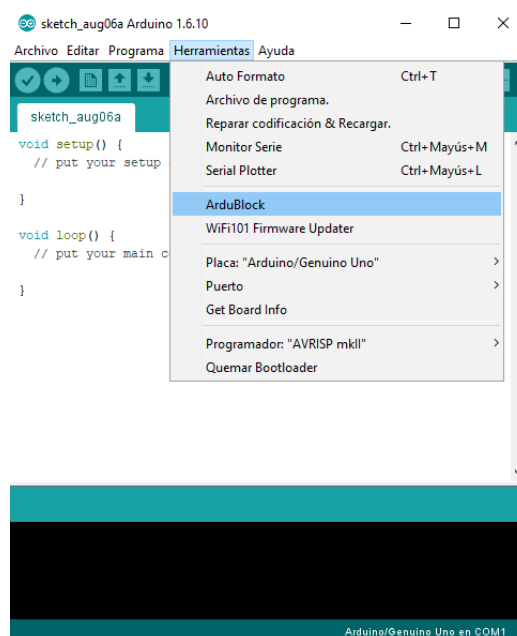 sketch_aug06a Arduino 1.6.10
Archivo Editar Programa Herramientas Ayuda
sketch_aug06a
void setup() {
// put your setup
}
void loop() {
// put your main c
}
Auto Formato Ctrl+T
Archivo de programa.
Reparar codificación & Recargar.
Monitor Serie Ctrl+Mayús+M
Serial Plotter Ctrl+Mayús+L
ArduBlock
WiFi101 Firmware Updater
Placa: "Arduino/Genuino Uno"
Puerto
Get Board Info
Programador: "AVRISP mkII"
Quemar Bootloader
Arduino/Genuino Uno en COM1